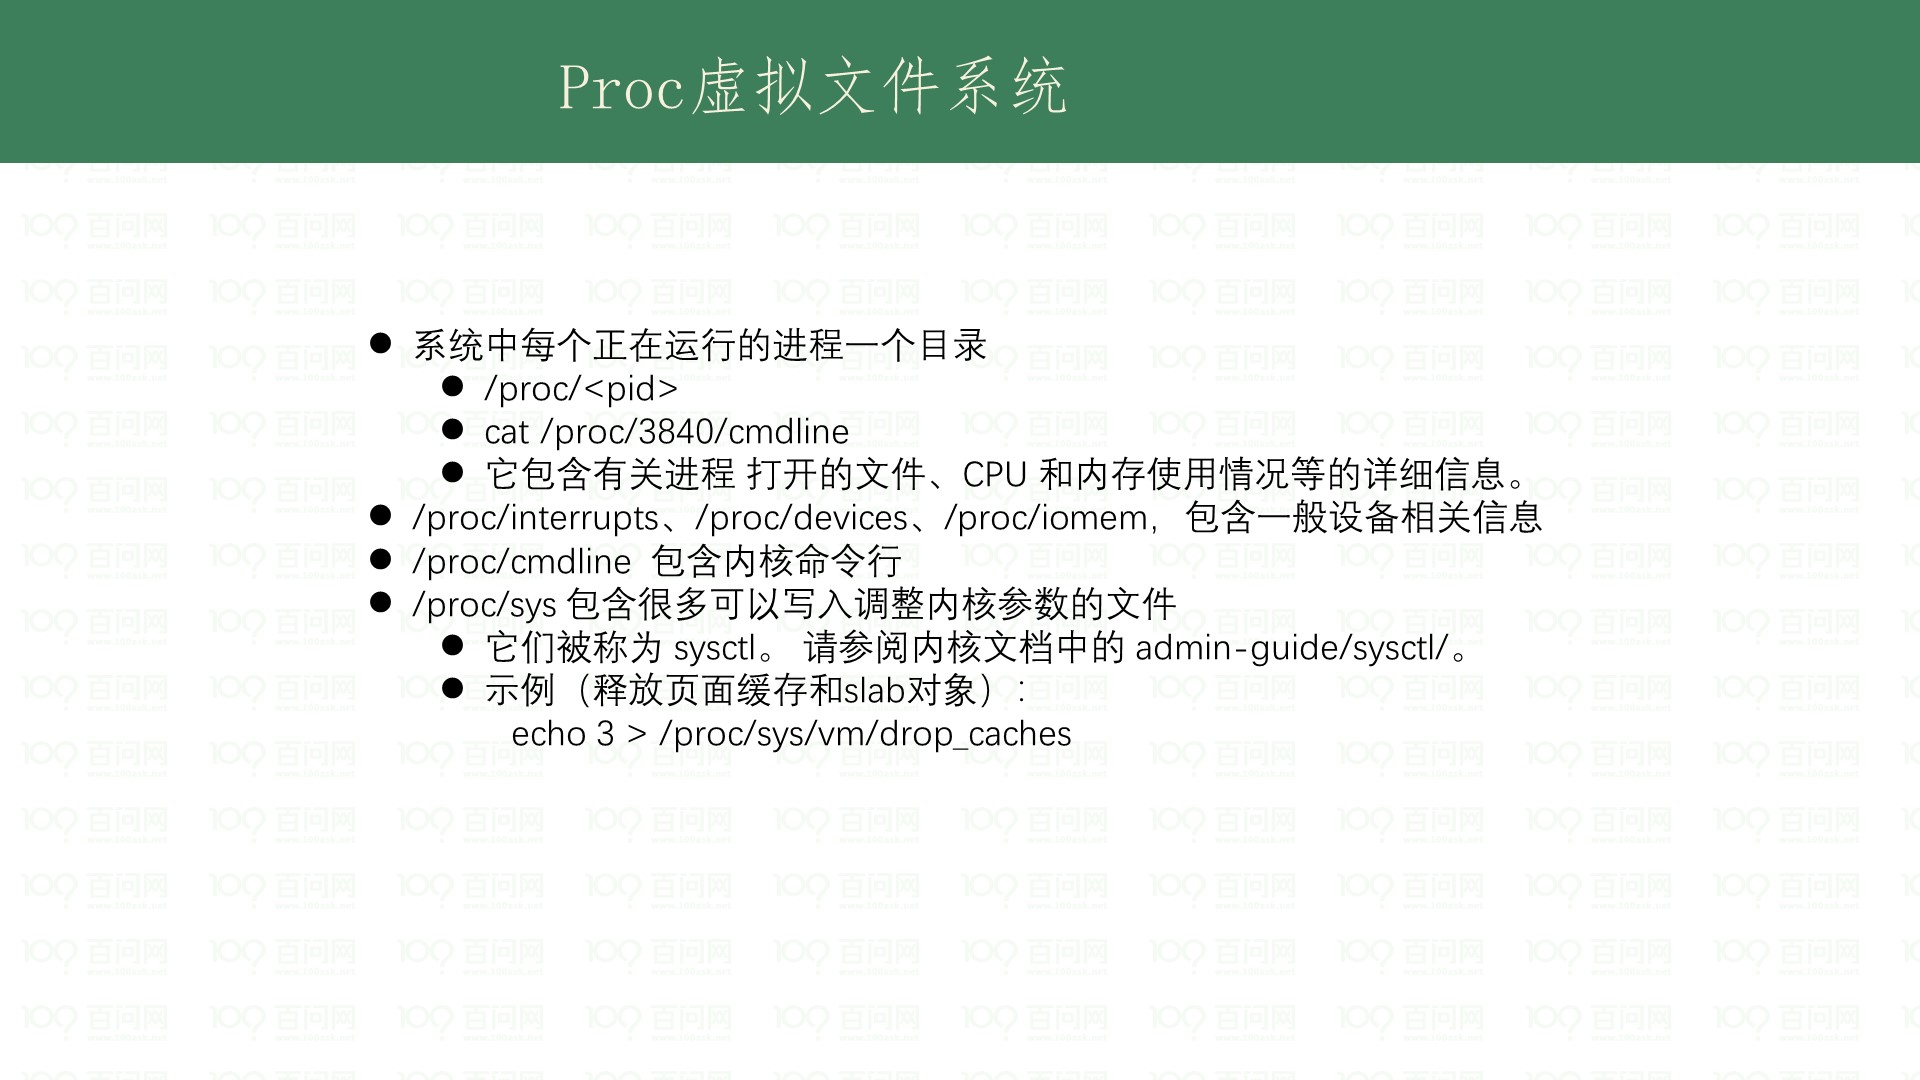 Proc虚拟文件系统
系统中每个正在运行的进程一个目录
/proc/<pid>
cat /proc/3840/cmdline
它包含有关进程 打开的文件、CPU 和内存使用情况等的详细信息。
/proc/interrupts、/proc/devices、/proc/iomem，包含一般设备相关信息
/proc/cmdline 包含内核命令行
/proc/sys 包含很多可以写入调整内核参数的文件
它们被称为 sysctl。 请参阅内核文档中的 admin-guide/sysctl/。
示例（释放页面缓存和slab对象）:
echo 3 > /proc/sys/vm/drop_caches